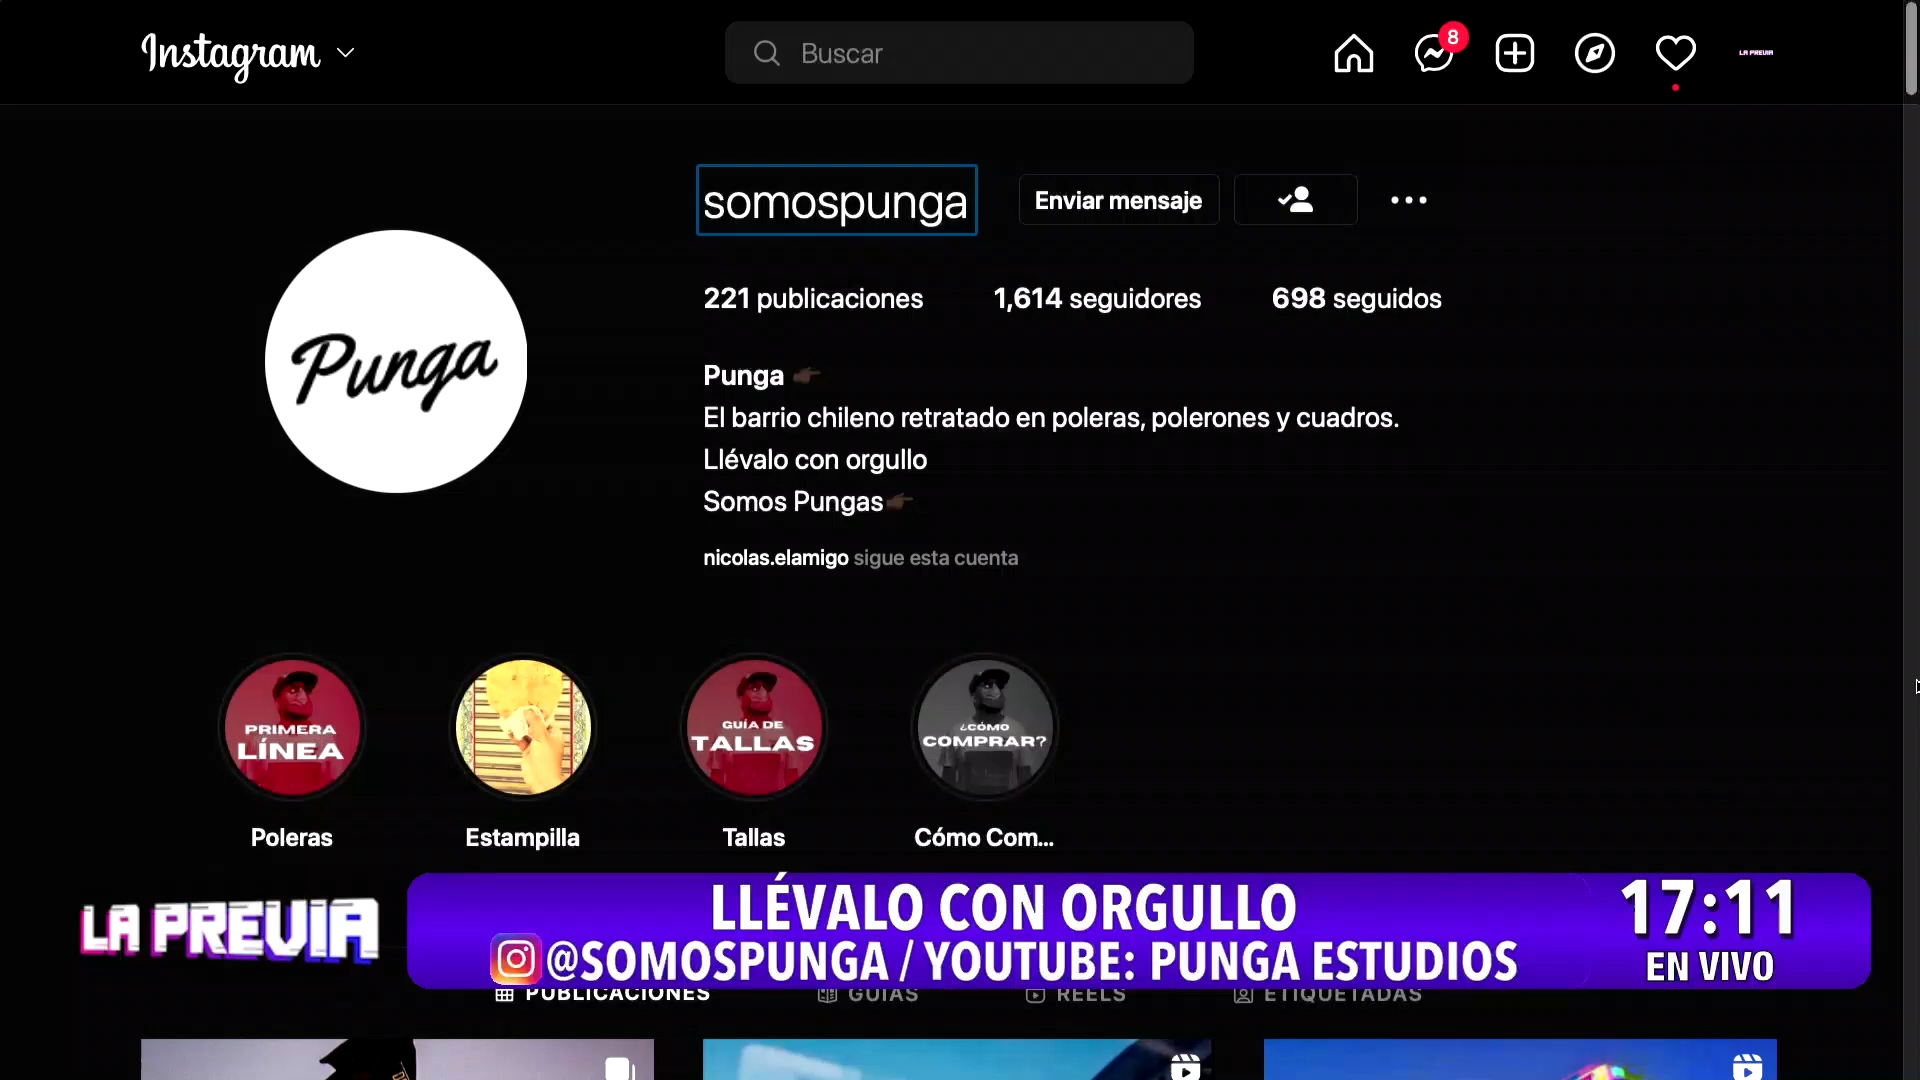 Instagram
Buscar
8
LA PREVIA
somospunga
Enviar mensaje
221 publicaciones
1,614 seguidores
698 seguidos
Punga
Punga
El barrio chileno retratado en poleras, polerones y cuadros.
Llévalo con orgullo
Somos Pungas
nicolas.elamigo sigue esta cuenta
PRIMERA
LÍNEA
GUÍA DE
TALLAS
¿CÓMO
COMPRAR?
Poleras
Estampilla
Tallas
Cómo Com...
LA PREVIA
LLÉVALO CON ORGULLO
@SOMOSPUNGA / YOUTUBE: PUNGA ESTUDIOS
17:11
EN VIVO
PUBLICACIONES
GUÍAS
REELS
ETIQUETADAS